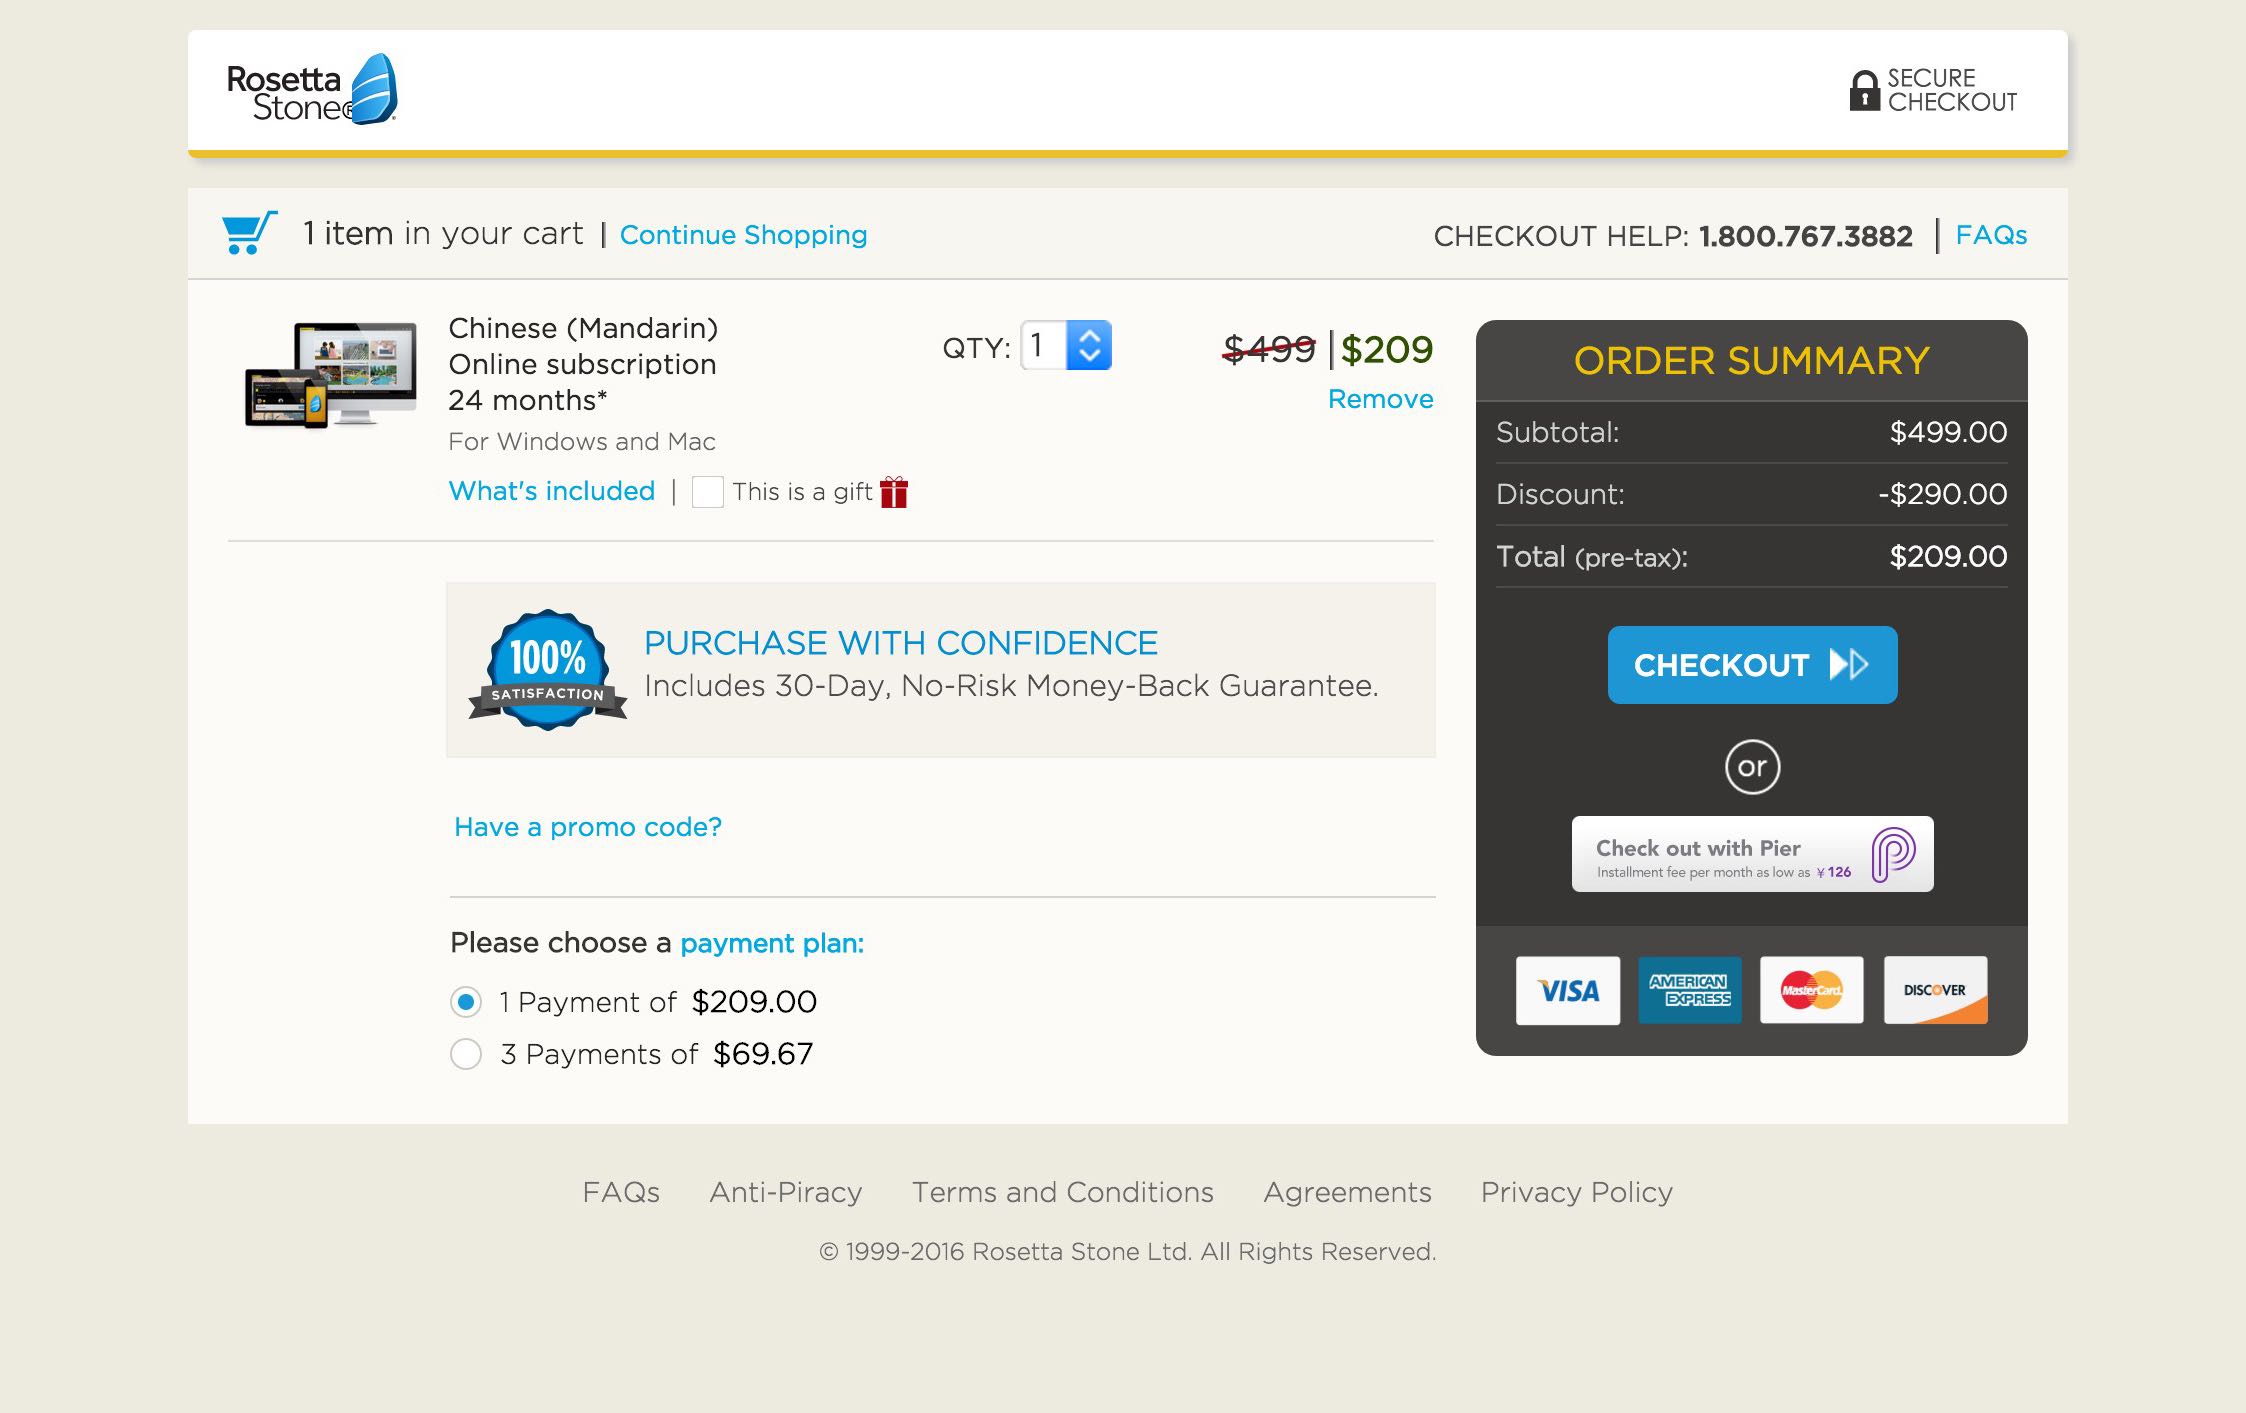 Rosetta
Stone®
SECURE
CHECKOUT
1 item in your cart | Continue Shopping
CHECKOUT HELP: 1.800.767.3882 | FAQs
Chinese (Mandarin)
Online subscription
24 months*
For Windows and Mac
What's included | This is a gift
QTY: 1
$499 | $209
Remove
100%
SATISFACTION
PURCHASE WITH CONFIDENCE
Includes 30-Day, No-Risk Money-Back Guarantee.
Have a promo code?
Please choose a payment plan:
1 Payment of $209.00
3 Payments of $69.67
ORDER SUMMARY
Subtotal: $499.00
Discount: -$290.00
Total (pre-tax): $209.00
CHECKOUT
or
Check out with Pier
Installment fee per month as low as ¥ 126
VISA
AMERICAN
EXPRESS
MasterCard
DISCOVER
FAQs Anti-Piracy Terms and Conditions Agreements Privacy Policy
© 1999-2016 Rosetta Stone Ltd. All Rights Reserved.